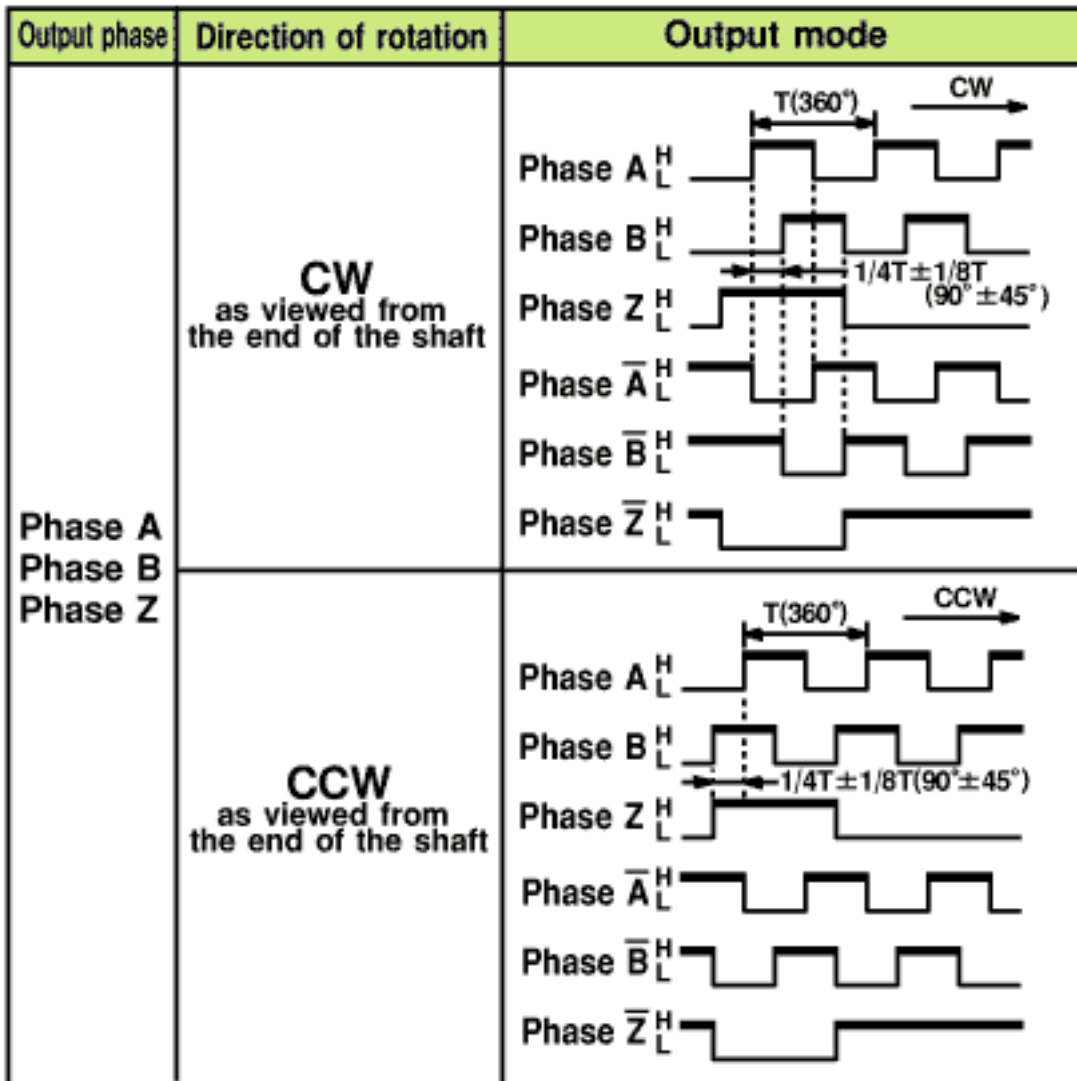 Output phase
Direction of rotation
Output mode
Phase A
Phase B
Phase Z
CW
as viewed from
the end of the shaft
T(360°)
CW
Phase A H
L
Phase B H
L
1/4T±1/8T
(90°±45°)
Phase Z H
L
Phase A̅ H
L
Phase B̅ H
L
Phase Z̅ H
L
CCW
as viewed from
the end of the shaft
T(360°)
CCW
Phase A H
L
Phase B H
L
1/4T±1/8T(90°±45°)
Phase Z H
L
Phase A̅ H
L
Phase B̅ H
L
Phase Z̅ H
L